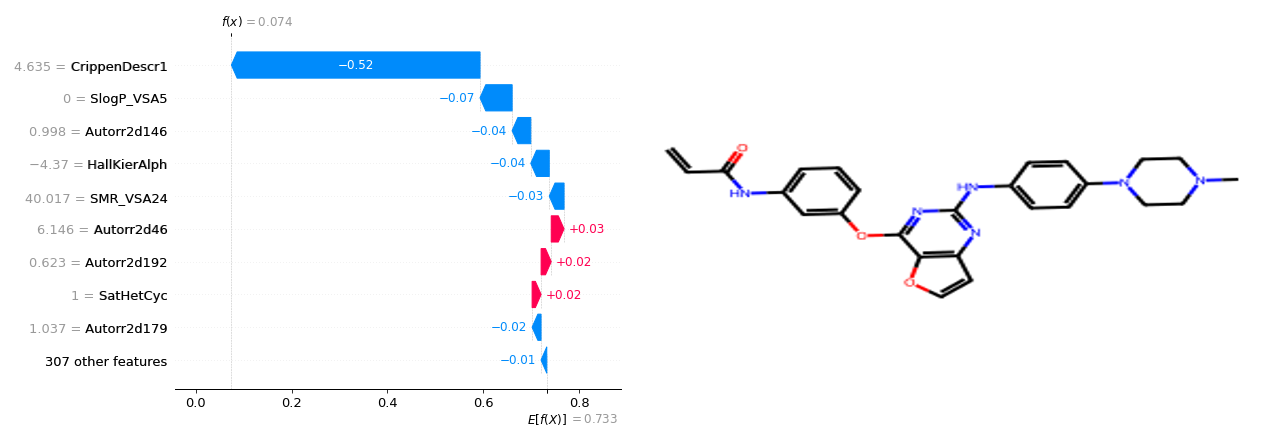 f(x) = 0.074
4.635 = CrippenDescr1
−0.52
0 = SlogP_VSA5
−0.07
0.998 = Autorr2d146
−0.04
−4.37 = HallKierAlph
−0.04
40.017 = SMR_VSA24
−0.03
6.146 = Autorr2d46
+0.03
0.623 = Autorr2d192
+0.02
1 = SatHetCyc
+0.02
1.037 = Autorr2d179
−0.02
307 other features
−0.01
0.0 0.2 0.4 0.6 0.8
E[f(X)] = 0.733
O
HN
O
N
HN
N
O
N
N